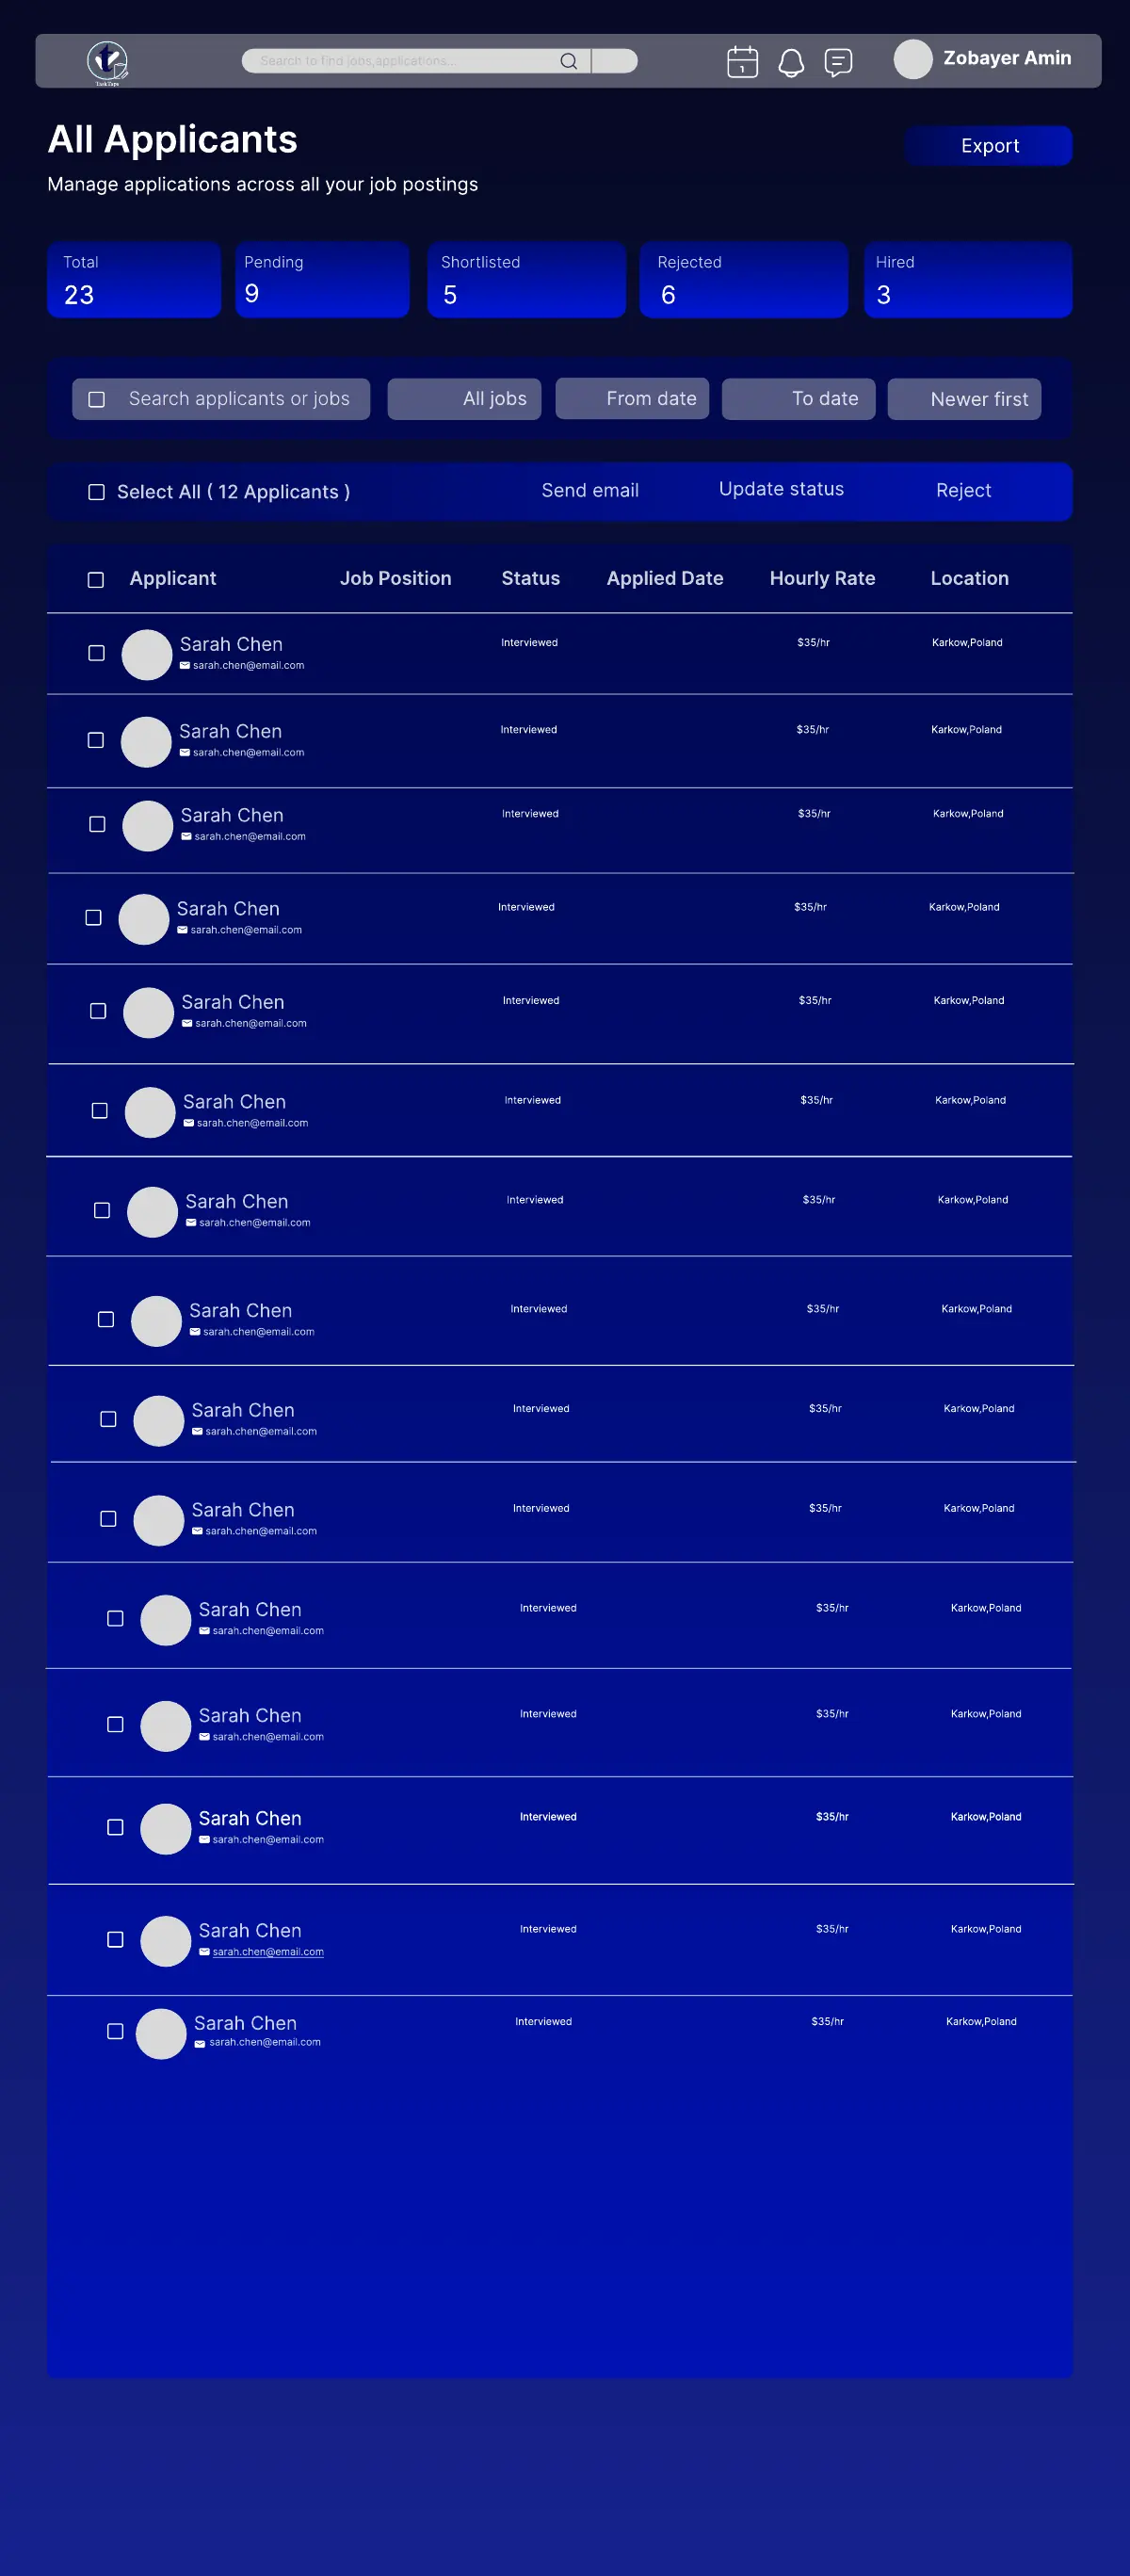 Search to find jobs,applications...
1
Zobayer Amin
TaskTaps
All Applicants
Export
Manage applications across all your job postings
Total Pending Shortlisted Rejected Hired
23 9 5 6 3
Search applicants or jobs All jobs From date To date Newer first
Select All ( 12 Applicants ) Send email Update status Reject
Applicant Job Position Status Applied Date Hourly Rate Location
Sarah Chen Interviewed $35/hr Karkow,Poland
sarah.chen@email.com
Sarah Chen Interviewed $35/hr Karkow,Poland
sarah.chen@email.com
Sarah Chen Interviewed $35/hr Karkow,Poland
sarah.chen@email.com
Sarah Chen Interviewed $35/hr Karkow,Poland
sarah.chen@email.com
Sarah Chen Interviewed $35/hr Karkow,Poland
sarah.chen@email.com
Sarah Chen Interviewed $35/hr Karkow,Poland
sarah.chen@email.com
Sarah Chen Interviewed $35/hr Karkow,Poland
sarah.chen@email.com
Sarah Chen Interviewed $35/hr Karkow,Poland
sarah.chen@email.com
Sarah Chen Interviewed $35/hr Karkow,Poland
sarah.chen@email.com
Sarah Chen Interviewed $35/hr Karkow,Poland
sarah.chen@email.com
Sarah Chen Interviewed $35/hr Karkow,Poland
sarah.chen@email.com
Sarah Chen Interviewed $35/hr Karkow,Poland
sarah.chen@email.com
Sarah Chen Interviewed $35/hr Karkow,Poland
sarah.chen@email.com
Sarah Chen Interviewed $35/hr Karkow,Poland
sarah.chen@email.com
Sarah Chen Interviewed $35/hr Karkow,Poland
sarah.chen@email.com